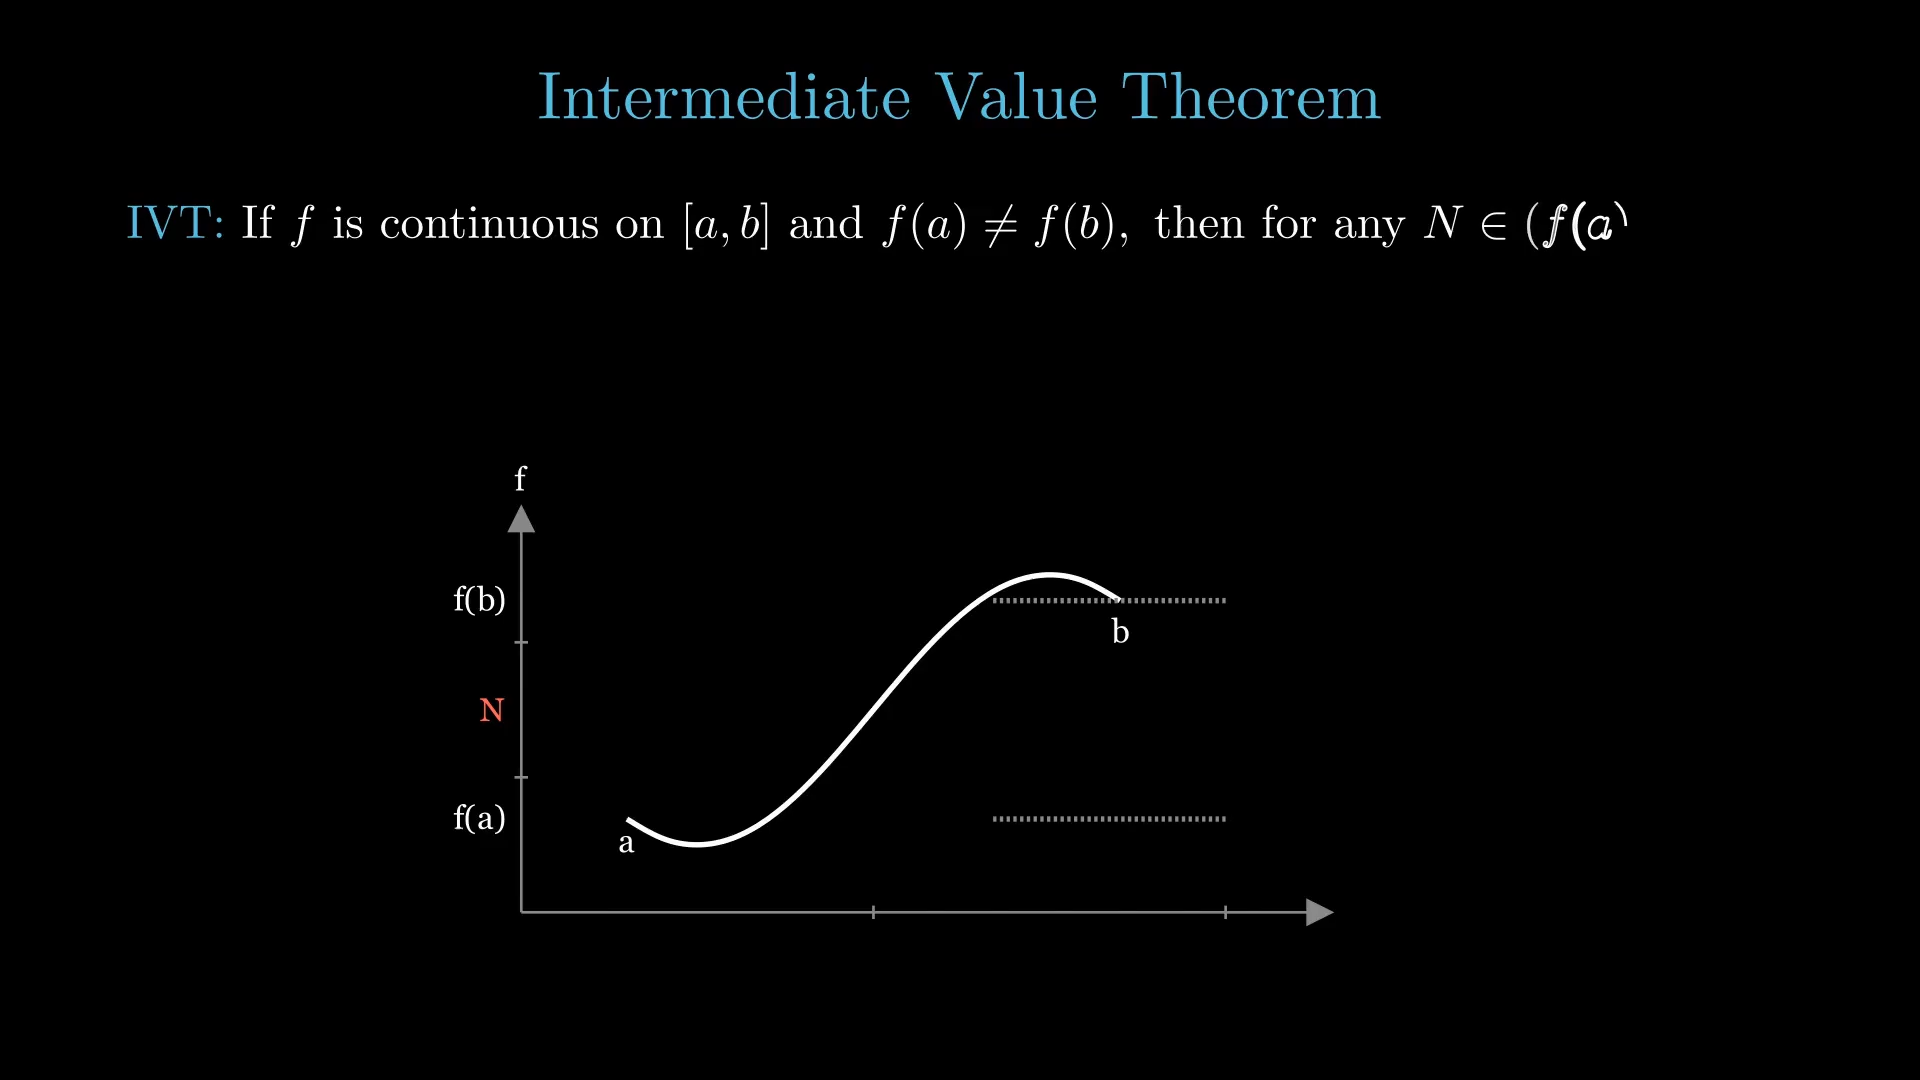 Intermediate Value Theorem
IVT: If f is continuous on [a, b] and f(a) ≠ f(b), then for any N ∈ (f(a)
f
f(b)
b
N
f(a)
a